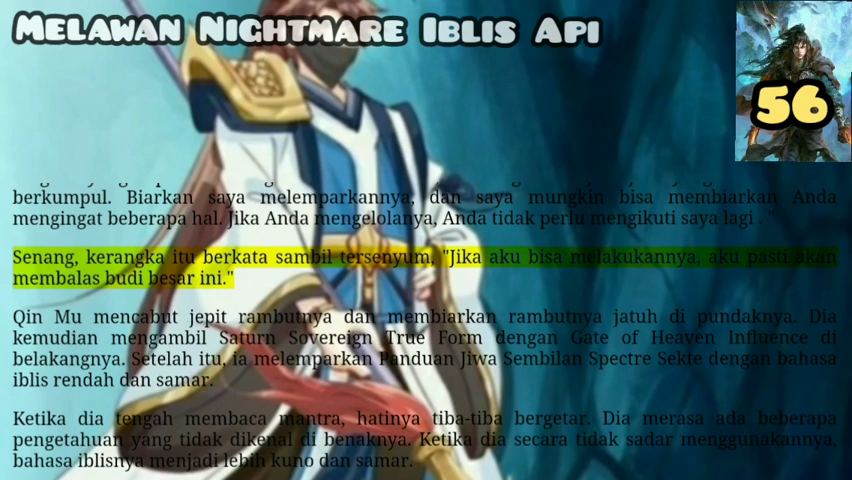 MELAWAN NIGHTMARE IBLIS API
56
berkumpul. Biarkan saya melemparkannya, dan saya mungkin bisa membiarkan Anda
mengingat beberapa hal. Jika Anda mengelolanya, Anda tidak perlu mengikuti saya lagi . "
Senang, kerangka itu berkata sambil tersenyum, "Jika aku bisa melakukannya, aku pasti akan
membalas budi besar ini."
Qin Mu mencabut jepit rambutnya dan membiarkan rambutnya jatuh di pundaknya. Dia
kemudian mengambil Saturn Sovereign True Form dengan Gate of Heaven Influence di
belakangnya. Setelah itu, ia melemparkan Panduan Jiwa Sembilan Spectre Sekte dengan bahasa
iblis rendah dan samar.
Ketika dia tengah membaca mantra, hatinya tiba-tiba bergetar. Dia merasa ada beberapa
pengetahuan yang tidak dikenal di benaknya. Ketika dia secara tidak sadar menggunakannya,
bahasa iblisnya menjadi lebih kuno dan samar.